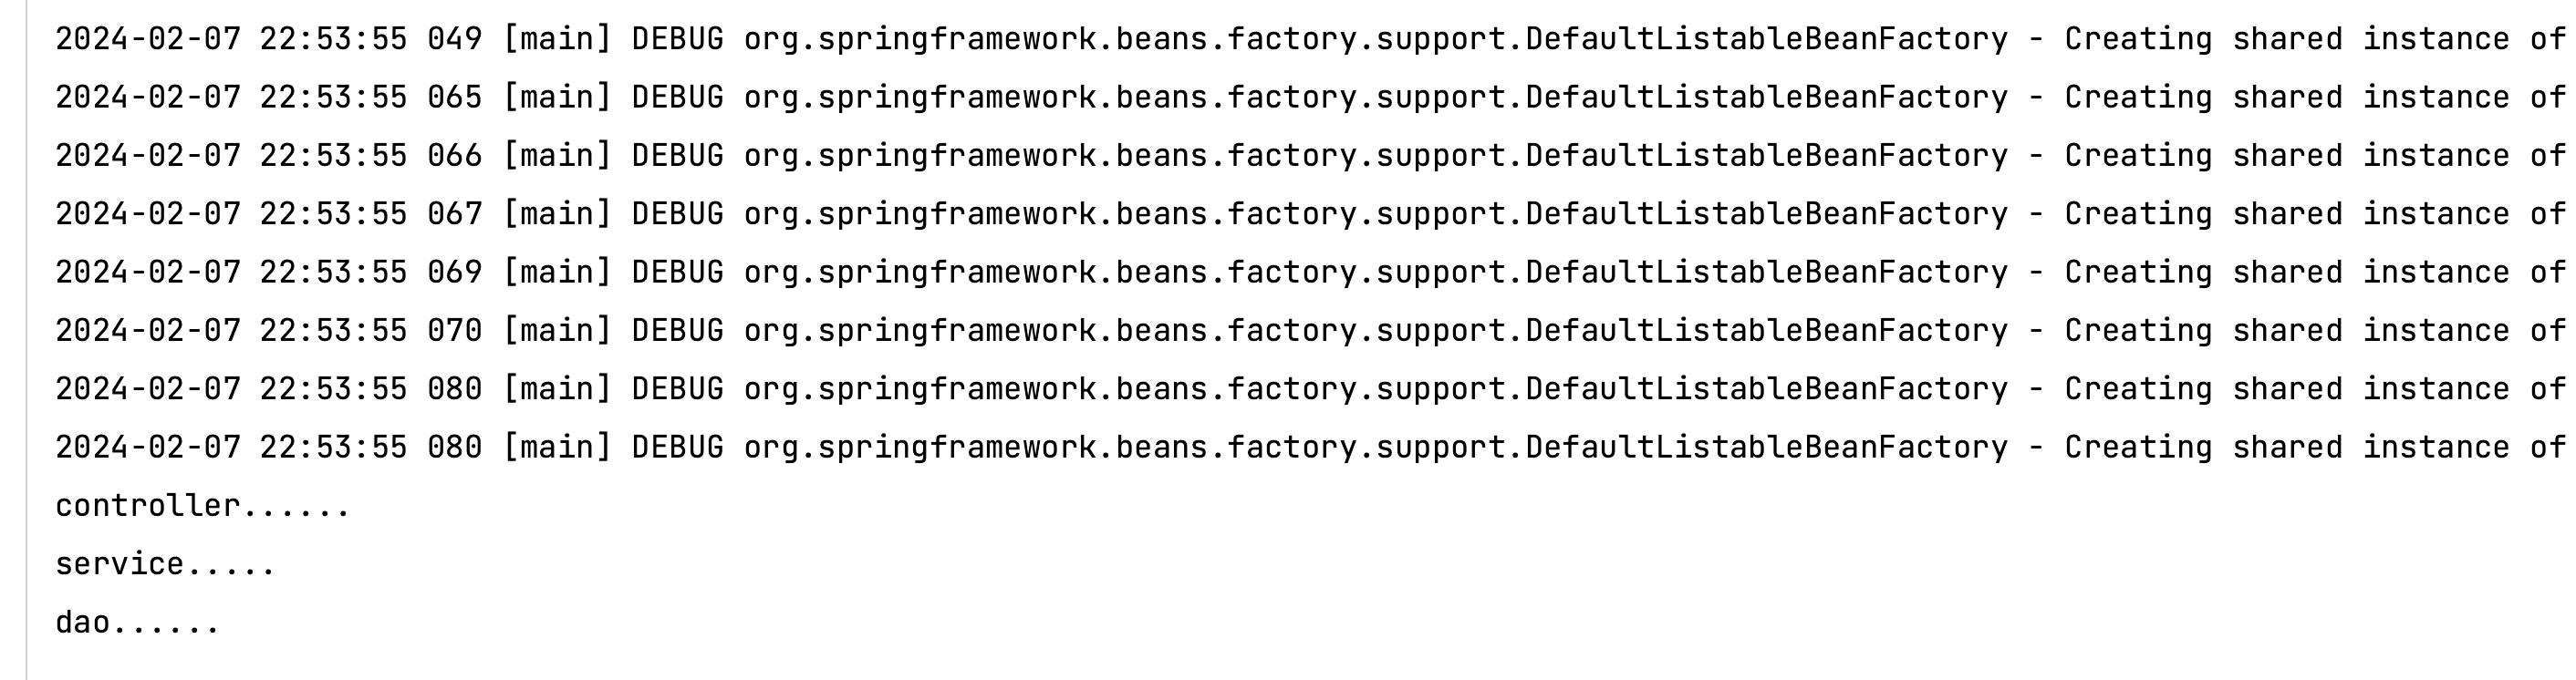 2024-02-07 22:53:55 049 [main] DEBUG org.springframework.beans.factory.support.DefaultListableBeanFactory - Creating shared instance of
2024-02-07 22:53:55 065 [main] DEBUG org.springframework.beans.factory.support.DefaultListableBeanFactory - Creating shared instance of
2024-02-07 22:53:55 066 [main] DEBUG org.springframework.beans.factory.support.DefaultListableBeanFactory - Creating shared instance of
2024-02-07 22:53:55 067 [main] DEBUG org.springframework.beans.factory.support.DefaultListableBeanFactory - Creating shared instance of
2024-02-07 22:53:55 069 [main] DEBUG org.springframework.beans.factory.support.DefaultListableBeanFactory - Creating shared instance of
2024-02-07 22:53:55 070 [main] DEBUG org.springframework.beans.factory.support.DefaultListableBeanFactory - Creating shared instance of
2024-02-07 22:53:55 080 [main] DEBUG org.springframework.beans.factory.support.DefaultListableBeanFactory - Creating shared instance of
2024-02-07 22:53:55 080 [main] DEBUG org.springframework.beans.factory.support.DefaultListableBeanFactory - Creating shared instance of
controller......
service.....
dao......